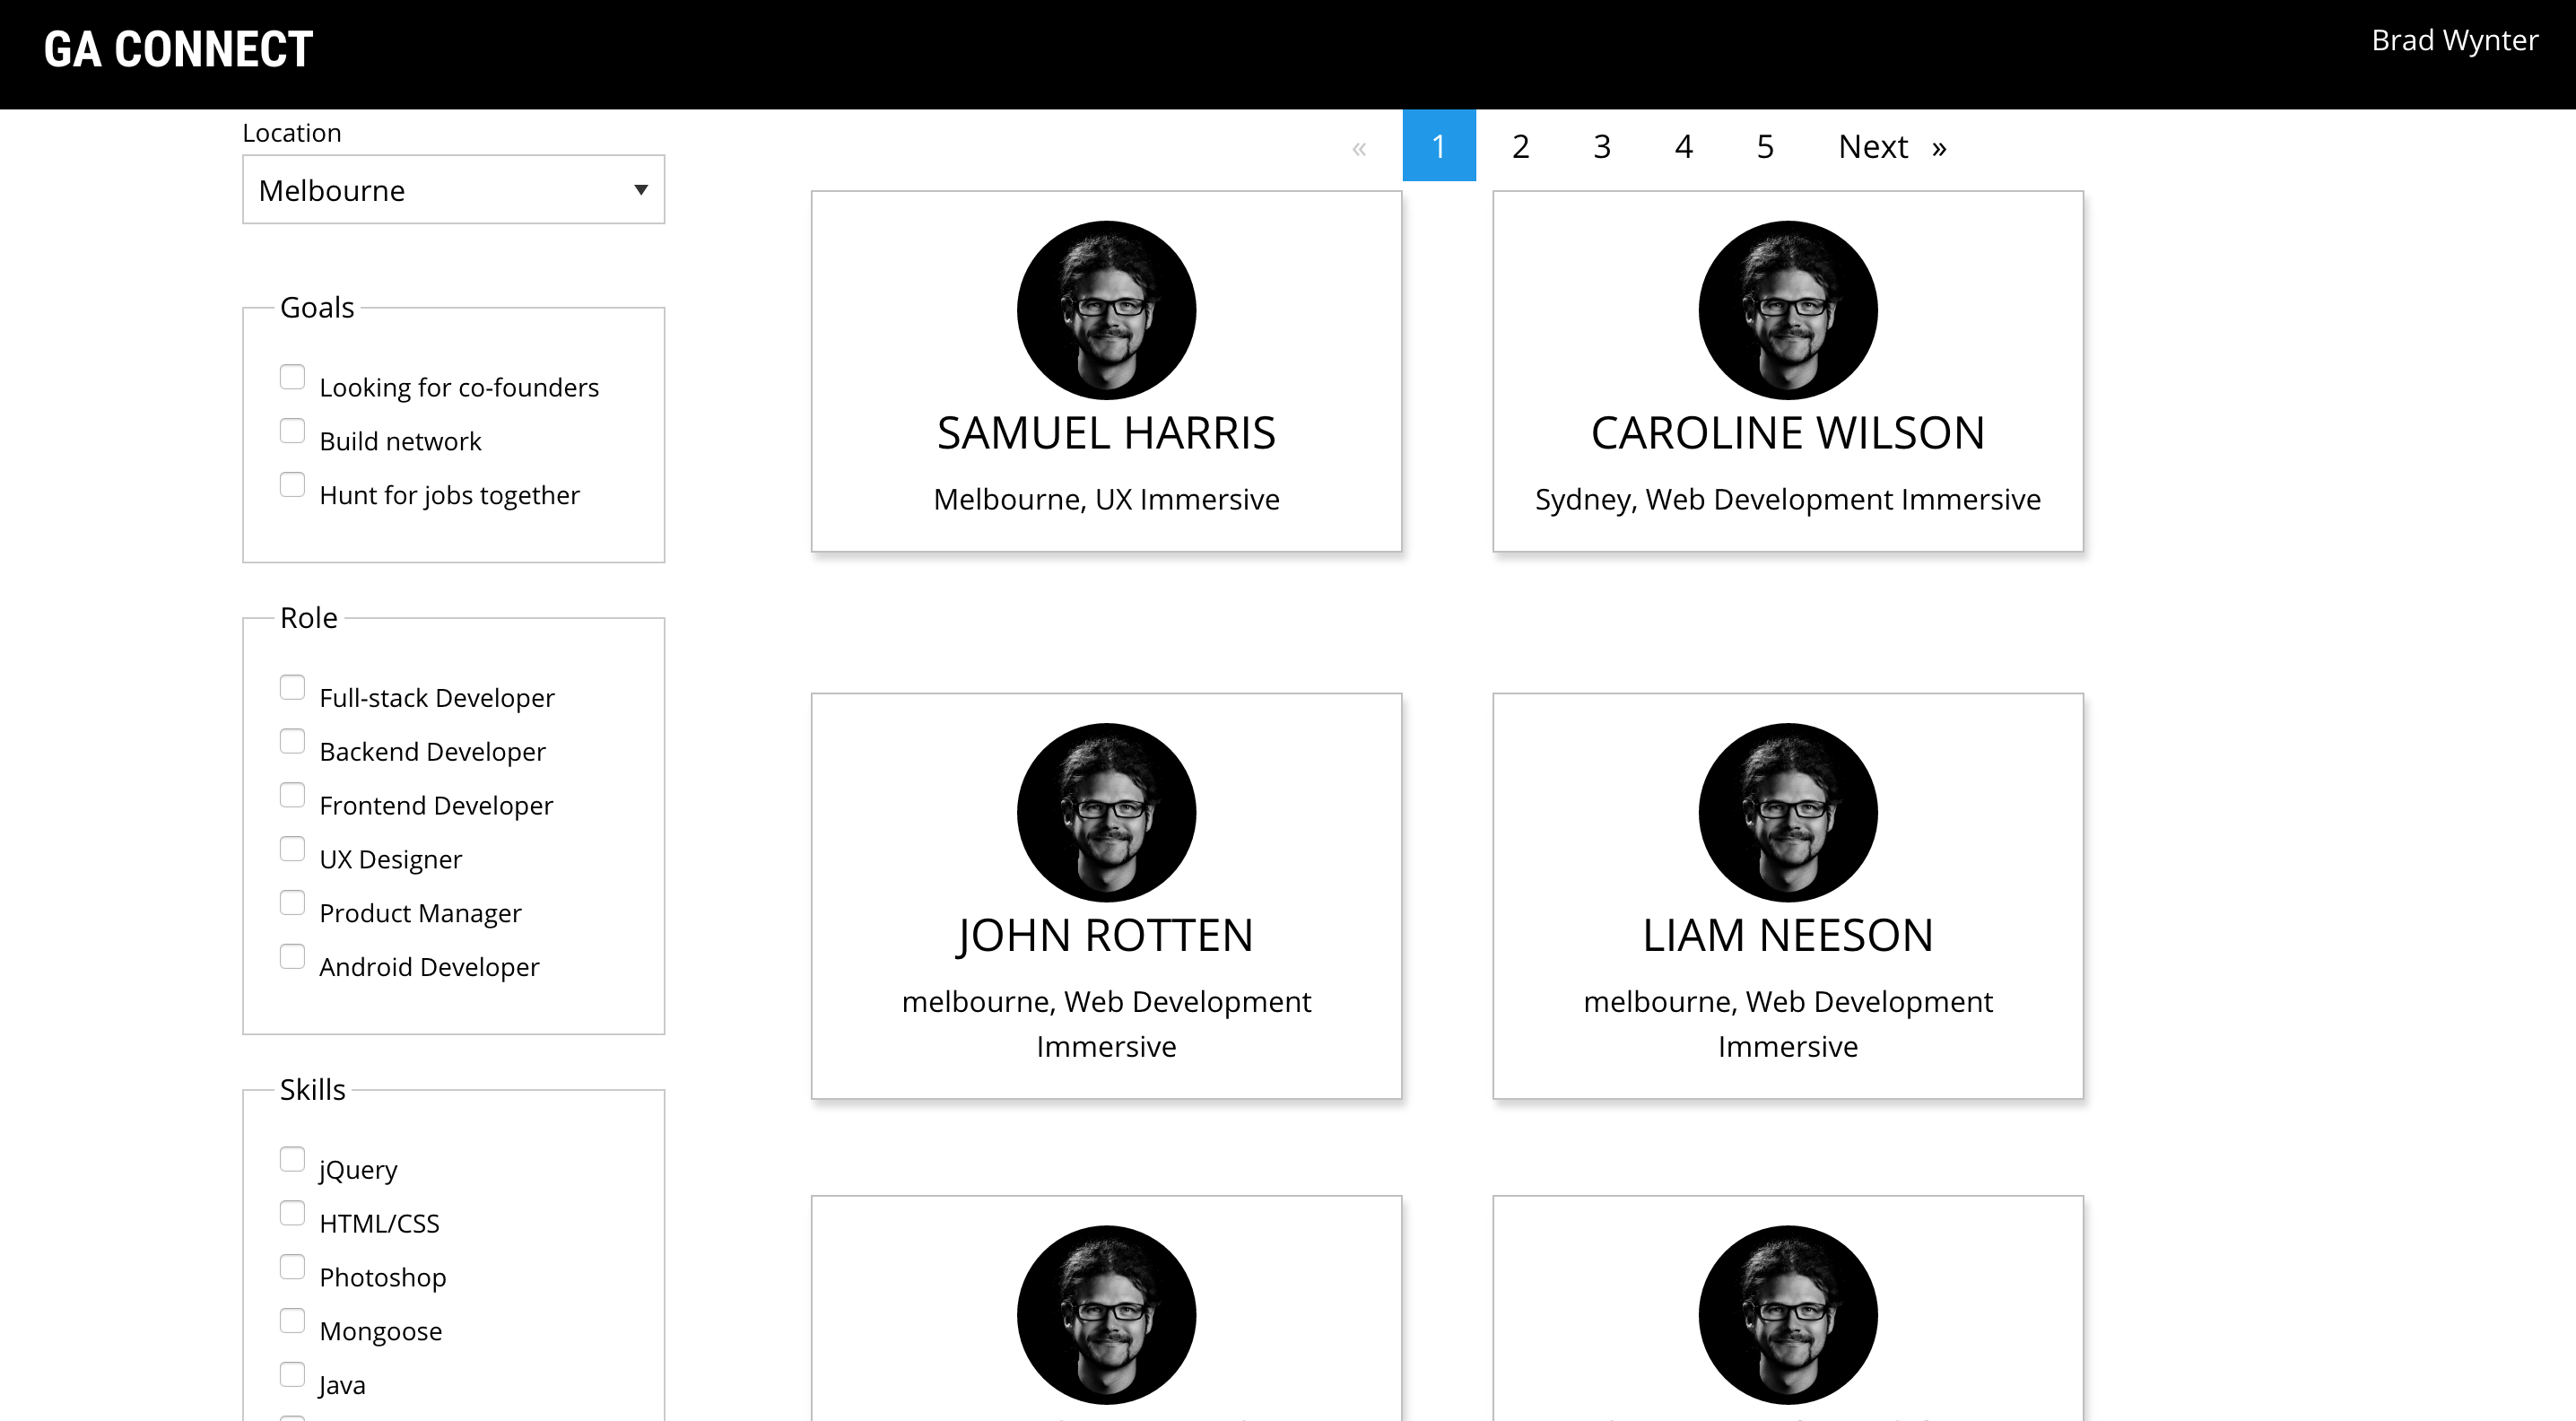 GA CONNECT
Brad Wynter
Location
Melbourne
« 1 2 3 4 5 Next »
Goals
Looking for co-founders
Build network
Hunt for jobs together
Role
Full-stack Developer
Backend Developer
Frontend Developer
UX Designer
Product Manager
Android Developer
Skills
jQuery
HTML/CSS
Photoshop
Mongoose
Java
SAMUEL HARRIS
Melbourne, UX Immersive
CAROLINE WILSON
Sydney, Web Development Immersive
JOHN ROTTEN
melbourne, Web Development
Immersive
LIAM NEESON
melbourne, Web Development
Immersive